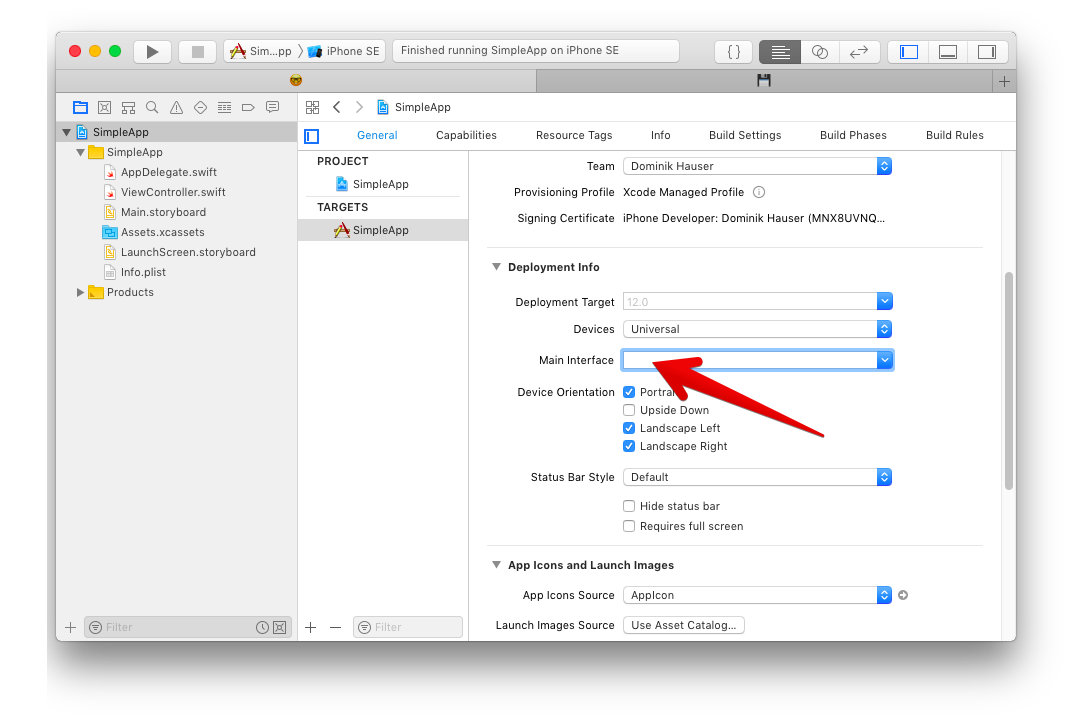 Sim...pp iPhone SE Finished running SimpleApp on iPhone SE
SimpleApp
General Capabilities Resource Tags Info Build Settings Build Phases Build Rules
SimpleApp
SimpleApp
AppDelegate.swift
ViewController.swift
Main.storyboard
Assets.xcassets
LaunchScreen.storyboard
Info.plist
Products
Filter
PROJECT
SimpleApp
TARGETS
SimpleApp
Filter
Team Dominik Hauser
Provisioning Profile Xcode Managed Profile
Signing Certificate iPhone Developer: Dominik Hauser (MNX8UVNQ...
Deployment Info
Deployment Target 12.0
Devices Universal
Main Interface
Device Orientation Portrait
Upside Down
Landscape Left
Landscape Right
Status Bar Style Default
Hide status bar
Requires full screen
App Icons and Launch Images
App Icons Source AppIcon
Launch Images Source Use Asset Catalog...